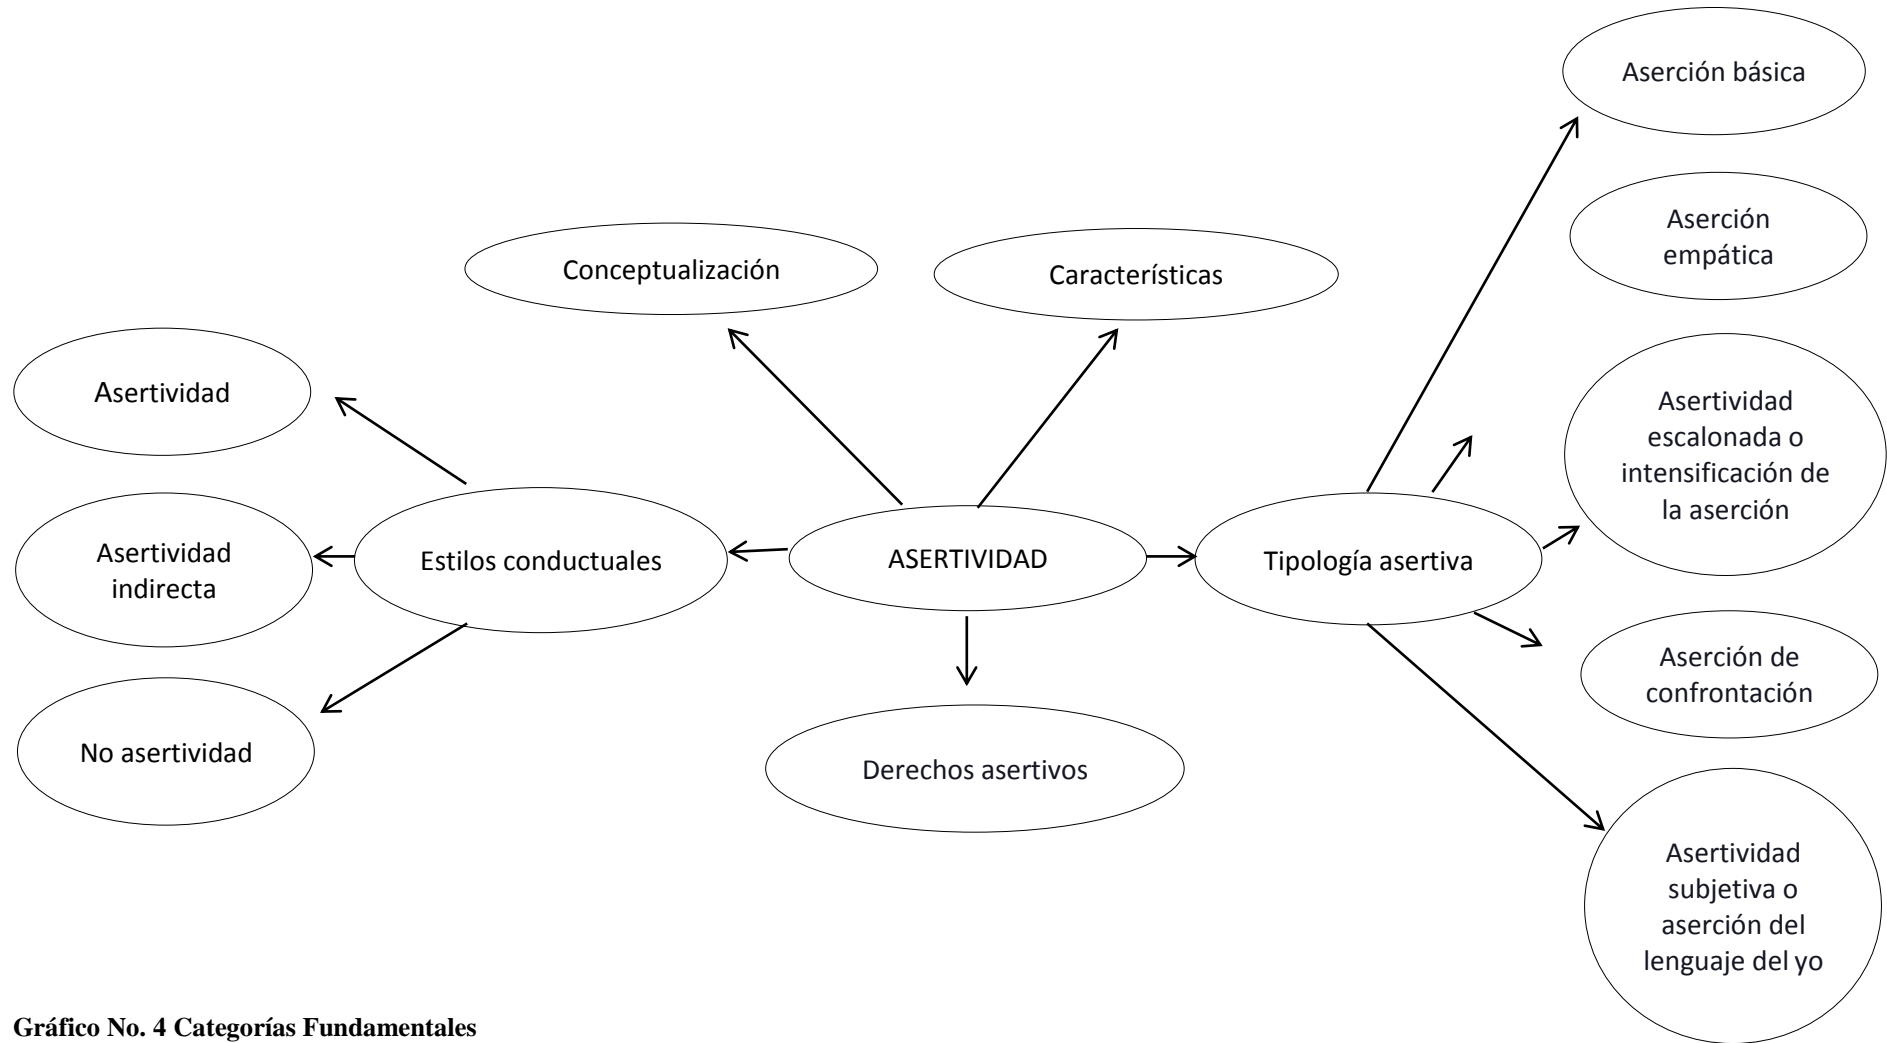 Aserción básica
Aserción
empática
Conceptualización
Características
Asertividad
Asertividad
escalonada o
intensificación de
la aserción
Asertividad
indirecta
Estilos conductuales
ASERTIVIDAD
Tipología asertiva
Aserción de
confrontación
No asertividad
Derechos asertivos
Asertividad
subjetiva o
aserción del
lenguaje del yo
Gráfico No. 4 Categorías Fundamentales